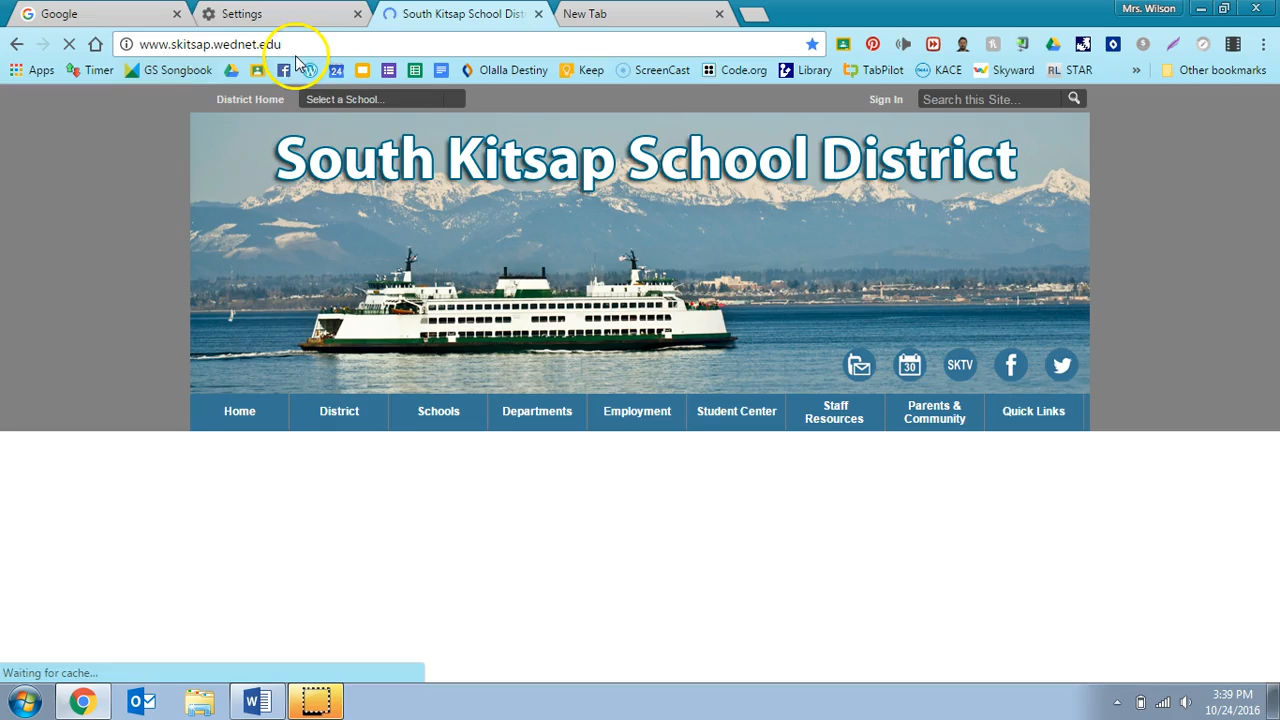 Google
Settings
South Kitsap School Dist
New Tab
Mrs. Wilson
www.skitsap.wednet.edu
Apps
Timer
GS Songbook
24
Olalla Destiny
Keep
ScreenCast
Code.org
Library
TabPilot
KACE
Skyward
RL STAR
»
Other bookmarks
District Home
Select a School...
Sign In
Search this Site...
South Kitsap School District
30
SKTV
Home
District
Schools
Departments
Employment
Student Center
Staff
Resources
Parents &
Community
Quick Links
Waiting for cache...
3:39 PM
10/24/2016